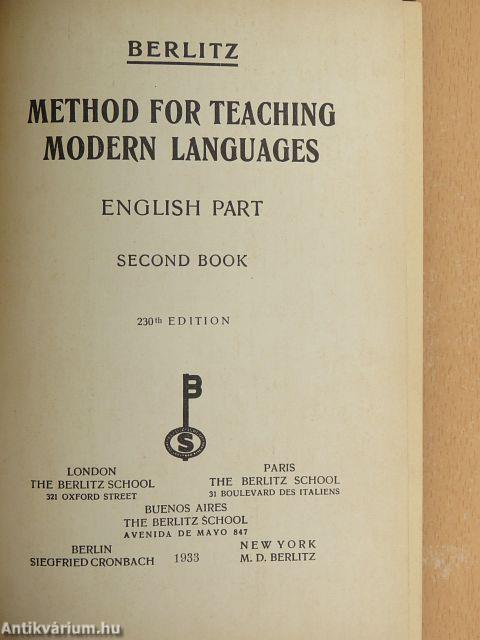 BERLITZ
METHOD FOR TEACHING
MODERN LANGUAGES
ENGLISH PART
SECOND BOOK
230th EDITION
B
S
LONDON
THE BERLITZ SCHOOL
321 OXFORD STREET
PARIS
THE BERLITZ SCHOOL
31 BOULEVARD DES ITALIENS
BUENOS AIRES
THE BERLITZ SCHOOL
AVENIDA DE MAYO 847
BERLIN
SIEGFRIED CRONBACH
1933
NEW YORK
M. D. BERLITZ
Antikvárium.hu